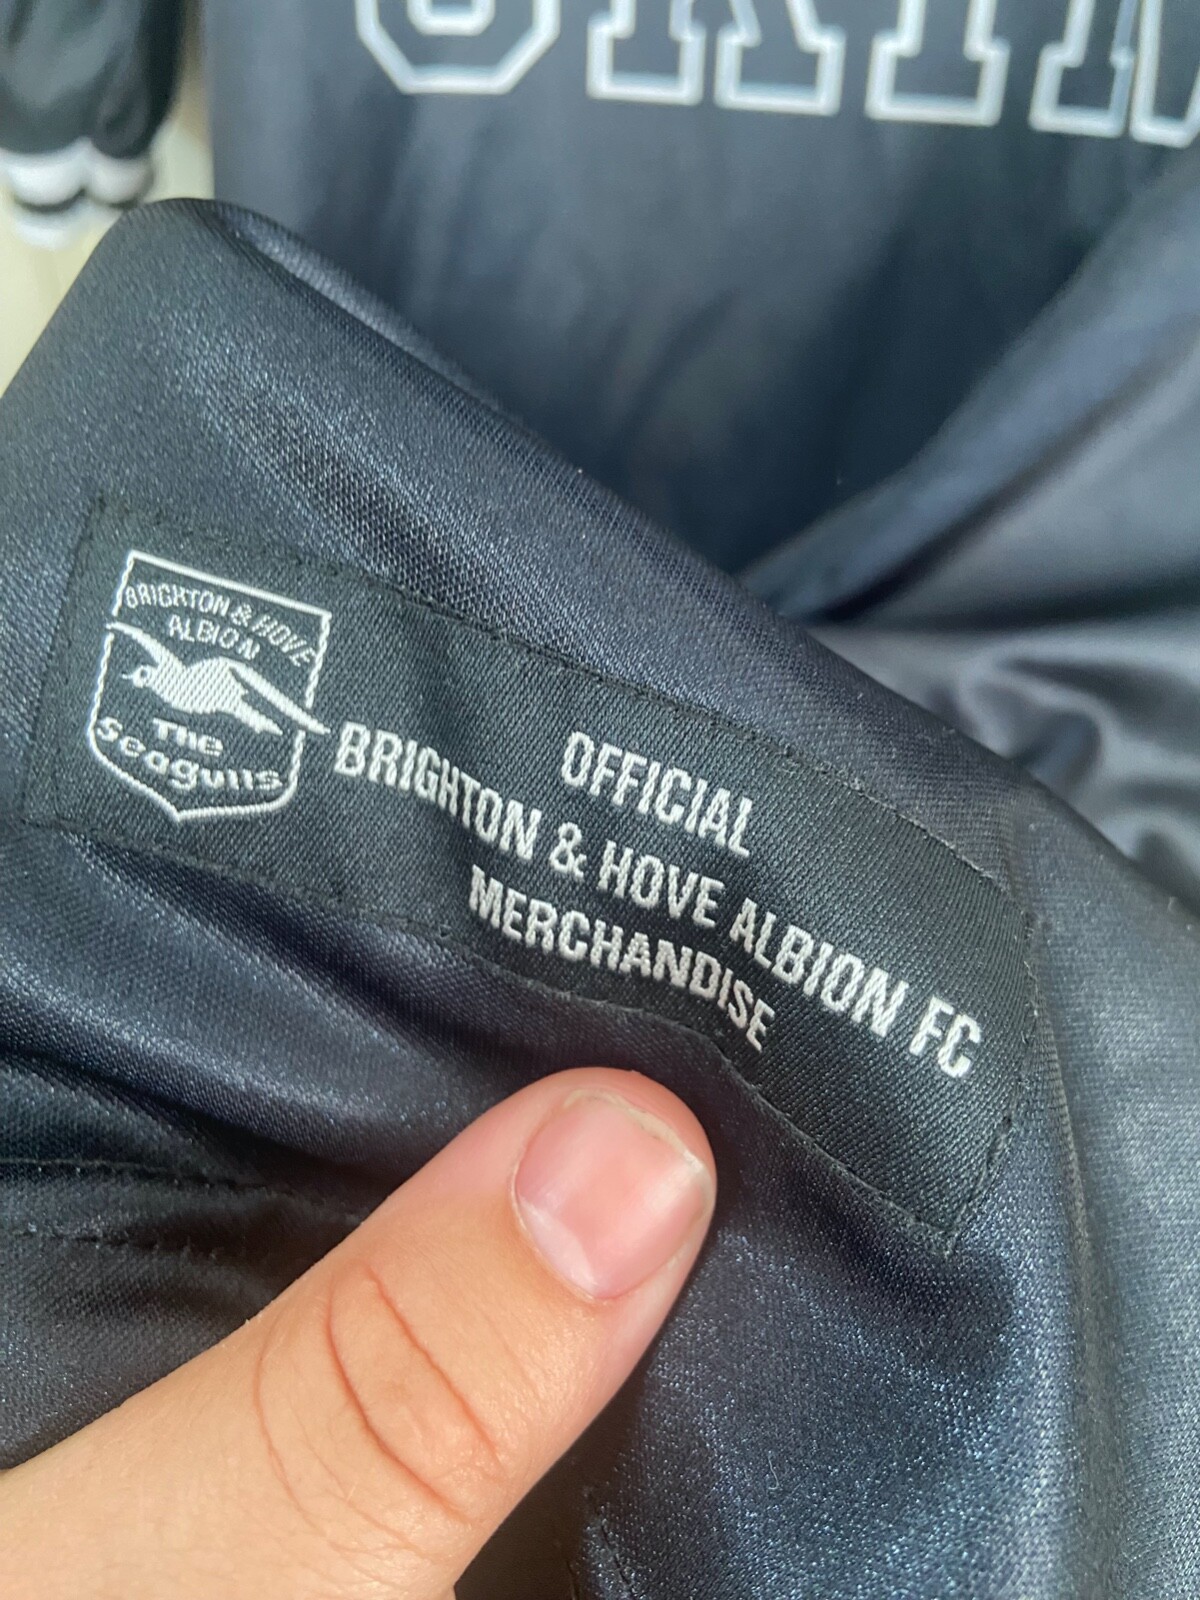 BRIGHTON & HOVE
ALBION
The
Seagulls
OFFICIAL
BRIGHTON & HOVE ALBION FC
MERCHANDISE